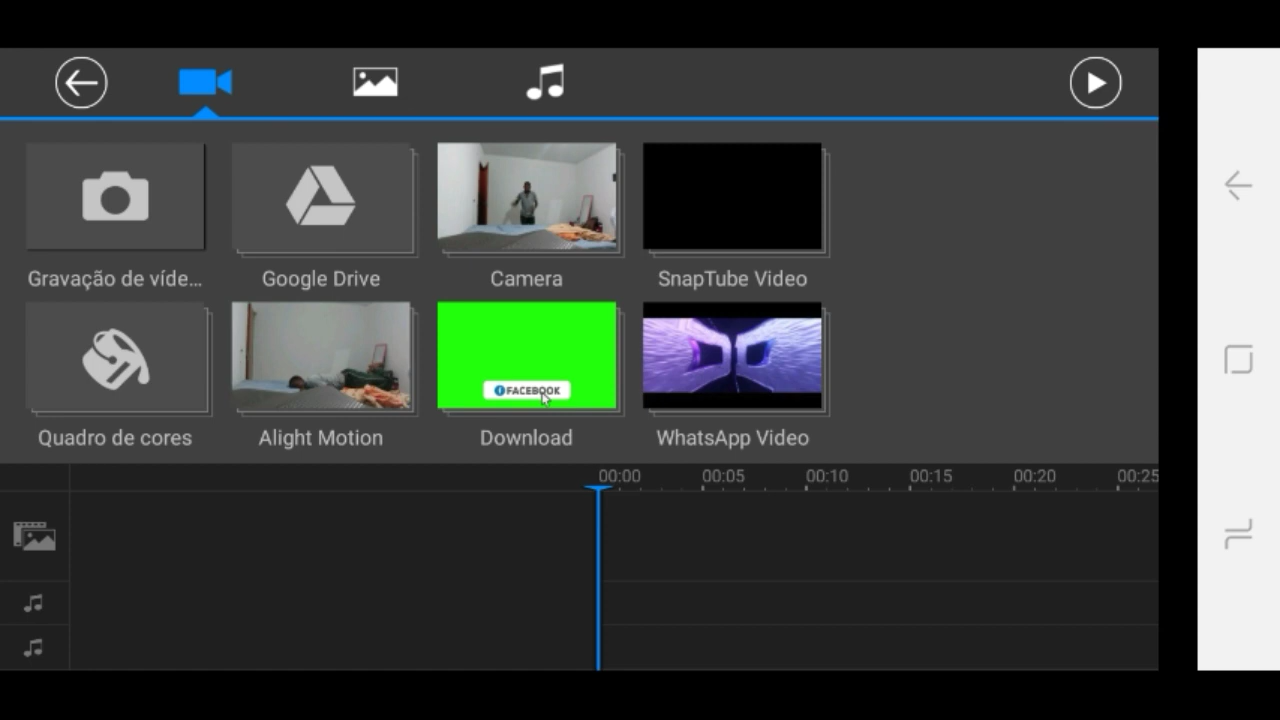 Gravação de víde...
Google Drive
Camera
SnapTube Video
FACEBOOK
Quadro de cores
Alight Motion
Download
WhatsApp Video
00:00 00:05 00:10 00:15 00:20 00:25